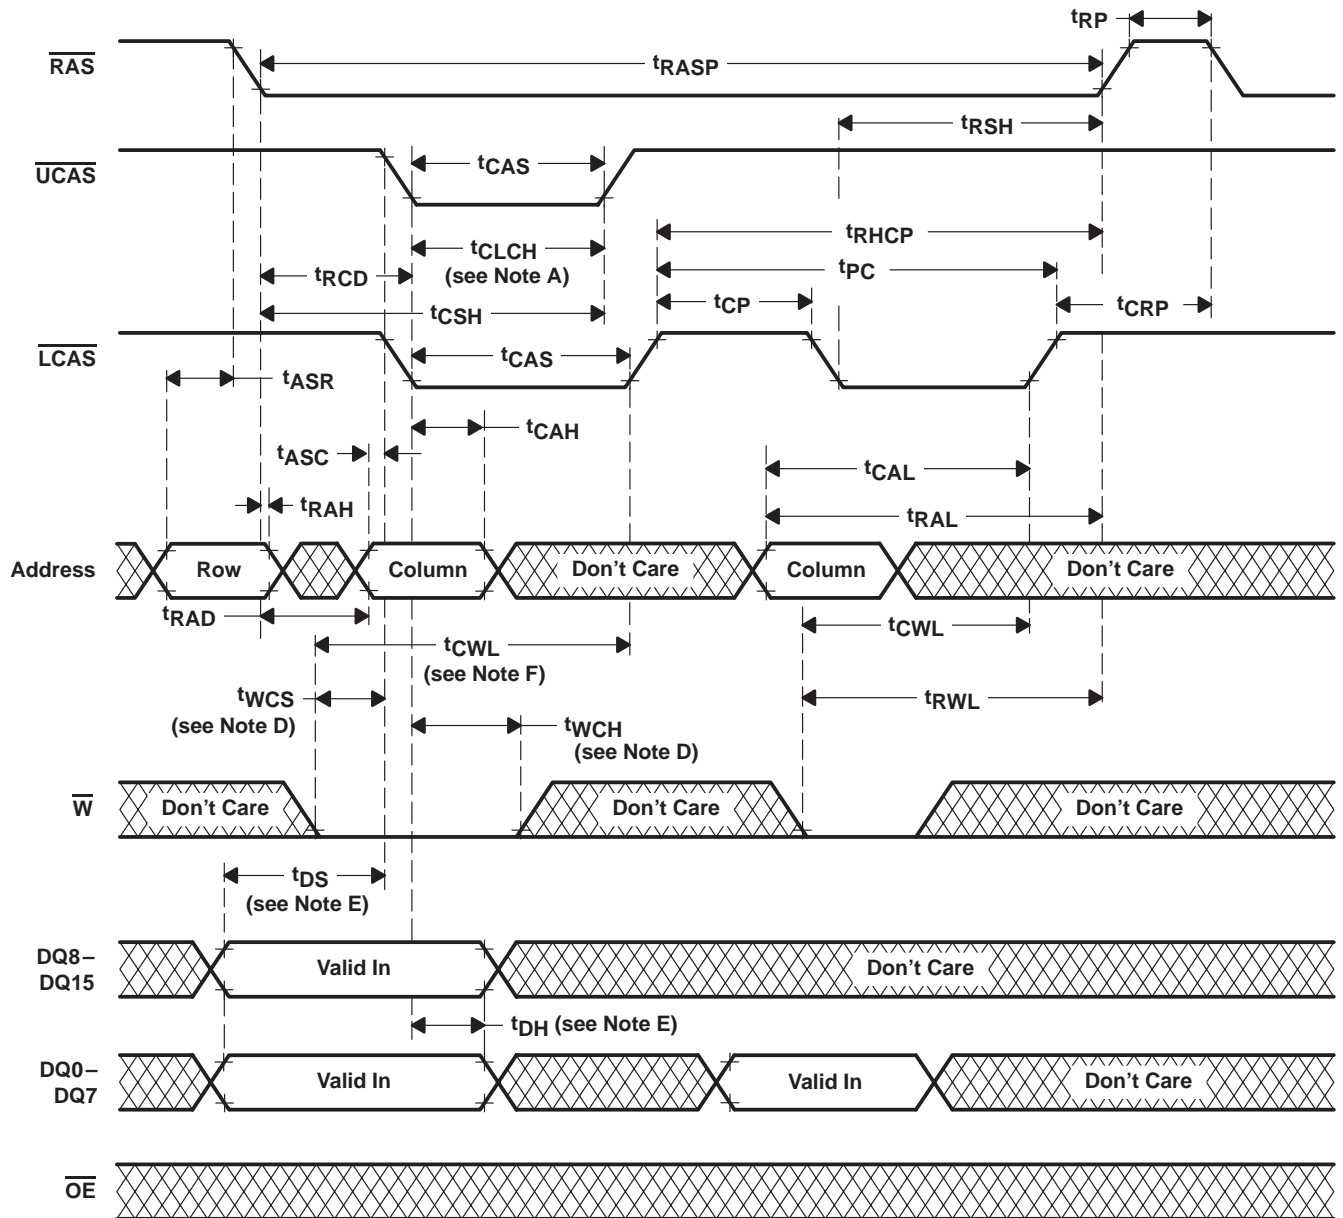 tRP
RAS
tRASP
tRSH
UCAS
tCAS
tRHCP
tCLCH
(see Note A)
tRCD
tPC
tCP
tCRP
tCSH
LCAS
tCAS
tASR
tCAH
tASC
tCAL
tRAH
tRAL
Address
Row
Column
Don't Care
Column
Don't Care
tRAD
tCWL
(see Note F)
tCWL
tWCS
(see Note D)
tRWL
tWCH
(see Note D)
W
Don't Care
Don't Care
Don't Care
tDS
(see Note E)
DQ8–
DQ15
Valid In
Don't Care
tDH (see Note E)
DQ0–
DQ7
Valid In
Valid In
Don't Care
OE